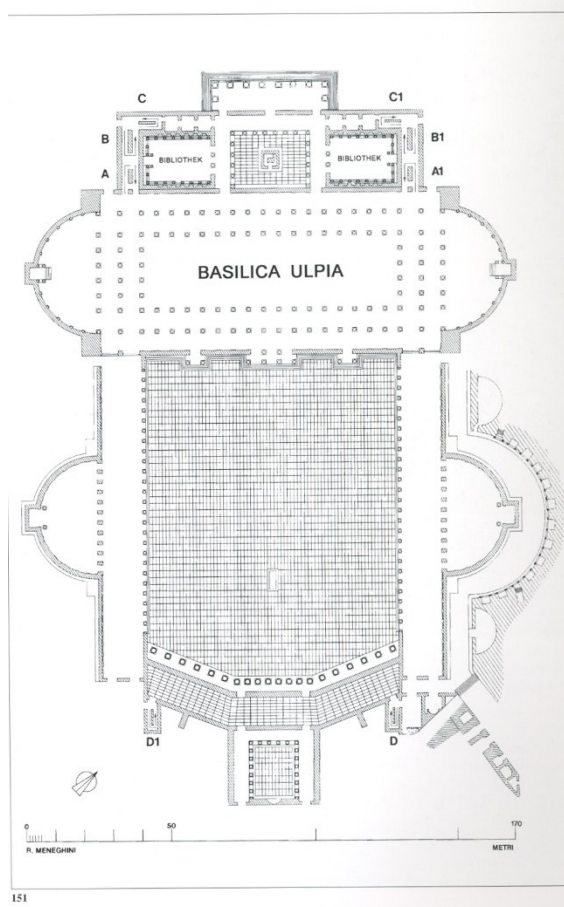 C C1
B B1
BIBLIOTHEK BIBLIOTHEK
A A1
BASILICA ULPIA
D1 D
0 50 170
R. MENEGHINI METRI
151